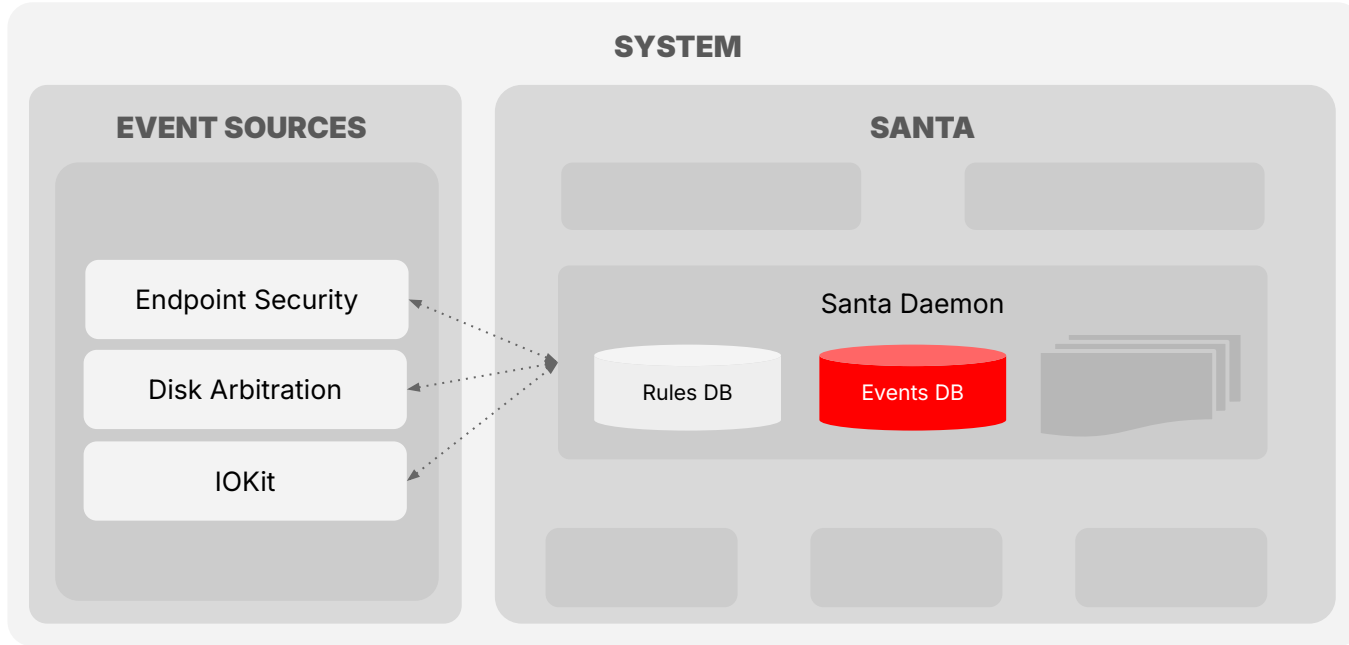 SYSTEM
EVENT SOURCES
Endpoint Security
Disk Arbitration
IOKit
SANTA
Santa Daemon
Rules DB
Events DB